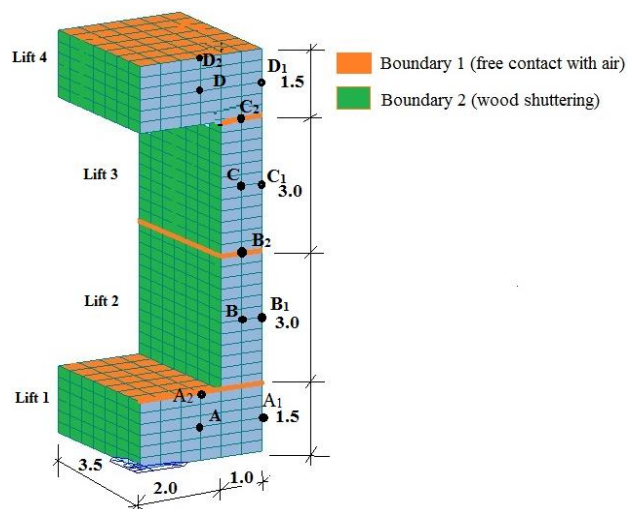 Lift 4
D2
D1
D
1.5
C2
Boundary 1 (free contact with air)
Boundary 2 (wood shuttering)
Lift 3
C
C1
3.0
B2
Lift 2
B
B1
3.0
Lift 1
A2
A1
A
1.5
3.5
2.0
1.0